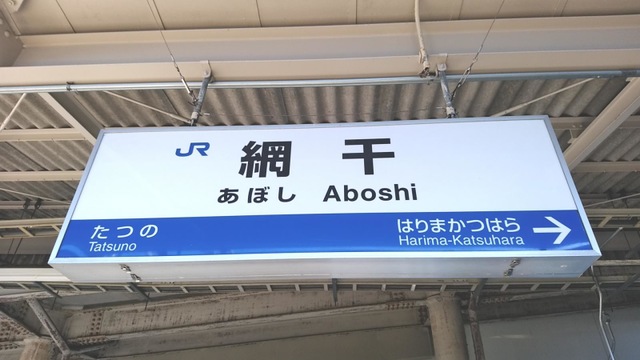 JR 網干
あぼし Aboshi
たつの はりまかつはら →
Tatsuno Harima-Katsuhara